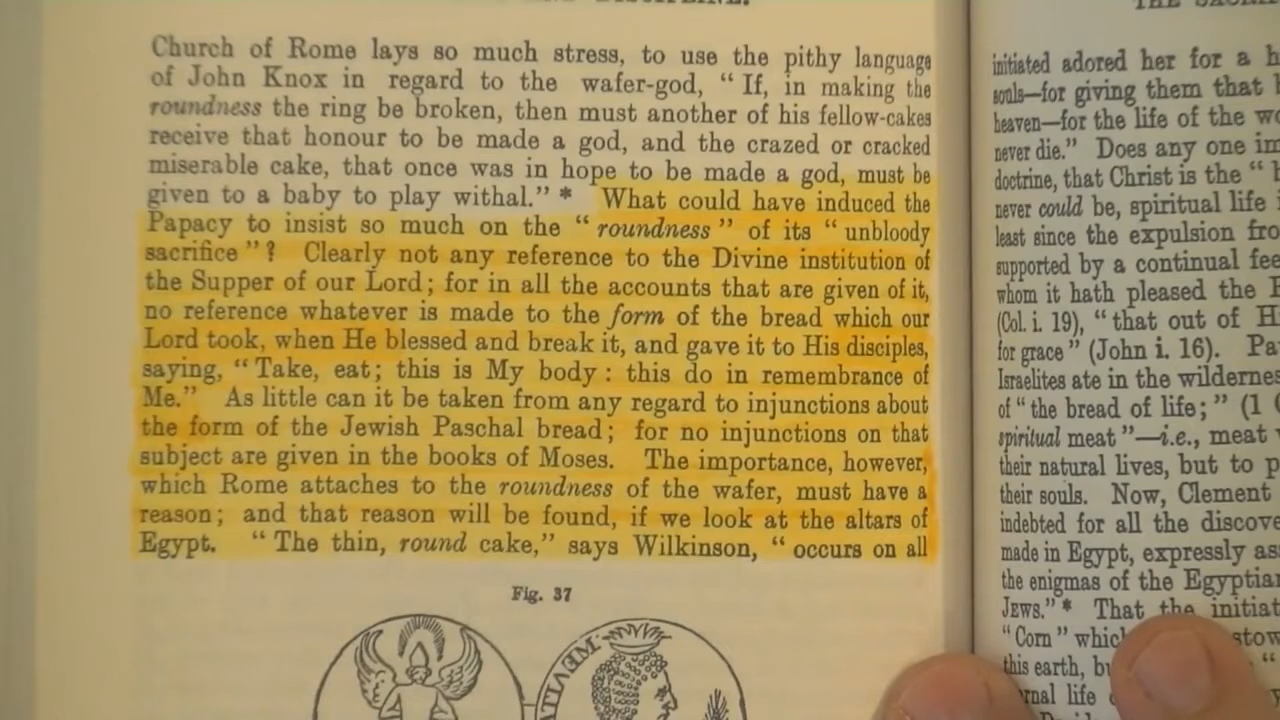 DISCIPLINE.
Church of Rome lays so much stress, to use the pithy language
of John Knox in regard to the wafer-god, “ If, in making the
roundness the ring be broken, then must another of his fellow-cakes
receive that honour to be made a god, and the crazed or cracked
miserable cake, that once was in hope to be made a god, must be
given to a baby to play withal.” * What could have induced the
Papacy to insist so much on the “ roundness ” of its “ unbloody
sacrifice ”? Clearly not any reference to the Divine institution of
the Supper of our Lord; for in all the accounts that are given of it,
no reference whatever is made to the form of the bread which our
Lord took, when He blessed and break it, and gave it to His disciples,
saying, “ Take, eat; this is My body: this do in remembrance of
Me.” As little can it be taken from any regard to injunctions about
the form of the Jewish Paschal bread; for no injunctions on that
subject are given in the books of Moses. The importance, however,
which Rome attaches to the roundness of the wafer, must have a
reason; and that reason will be found, if we look at the altars of
Egypt. “ The thin, round cake,” says Wilkinson, “ occurs on all
Fig. 37
THE
initiated adored her for a
souls—for giving them that
heaven—for the life of the
never die.” Does any one
doctrine, that Christ is the “
never could be, spiritual life
least since the expulsion
supported by a continual
whom it hath pleased the
(Col. i. 19), “ that out of
for grace ” (John i. 16).
Israelites ate in the
of “ the bread of life; ” (1
spiritual meat ”—i.e., meat
their natural lives, but to
their souls. Now, Clement
indebted for all the
made in Egypt, expressly
the enigmas of the
JEWS.” * That the
“ Corn ”
this earth,
life